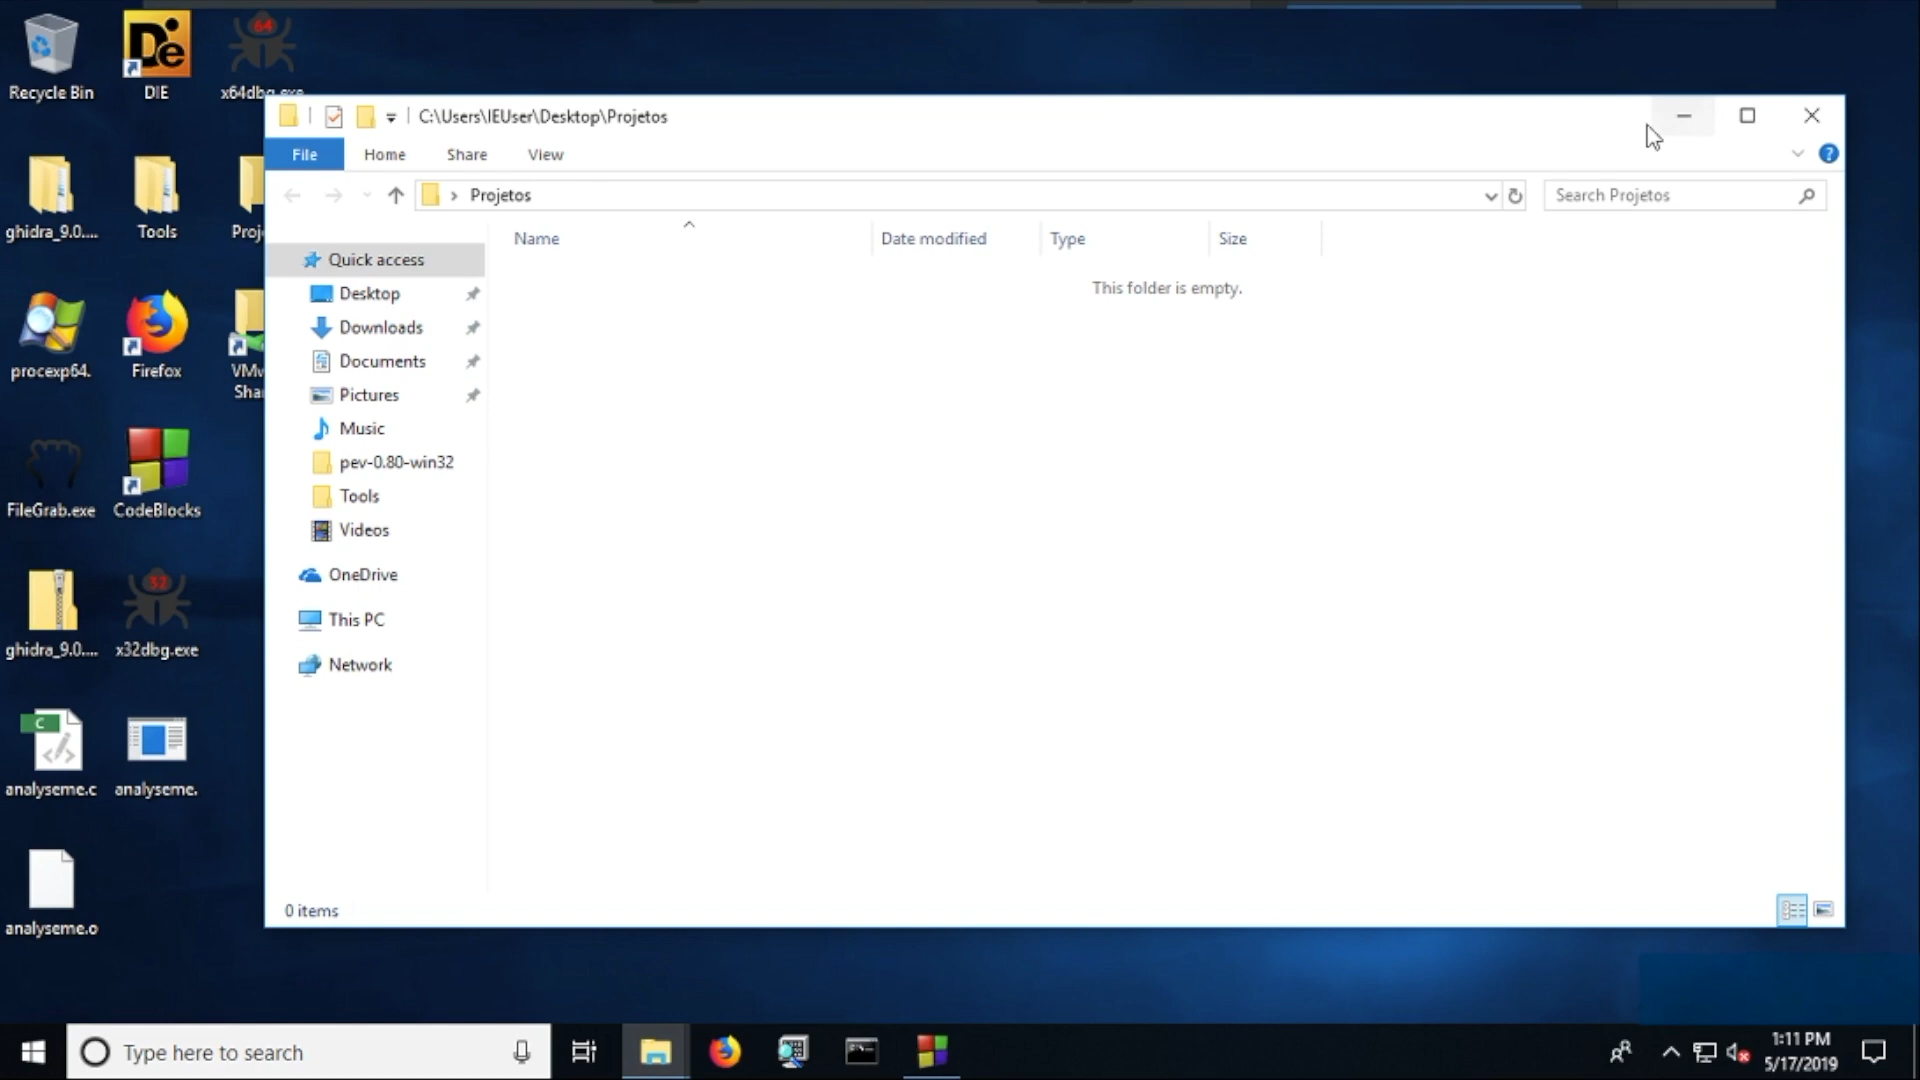 Recycle Bin
DIE
x64dbg.exe
64
ghidra_9.0....
Tools
Proj
procexp64.
Firefox
VMw
Shar
FileGrab.exe
CodeBlocks
ghidra_9.0....
32
x32dbg.exe
C
analyseme.c
analyseme.
analyseme.o
C:\Users\IEUser\Desktop\Projetos
File
Home
Share
View
?
Projetos
Search Projetos
Name
Date modified
Type
Size
This folder is empty.
Quick access
Desktop
Downloads
Documents
Pictures
Music
pev-0.80-win32
Tools
Videos
OneDrive
This PC
Network
0 items
Type here to search
1:11 PM
5/17/2019